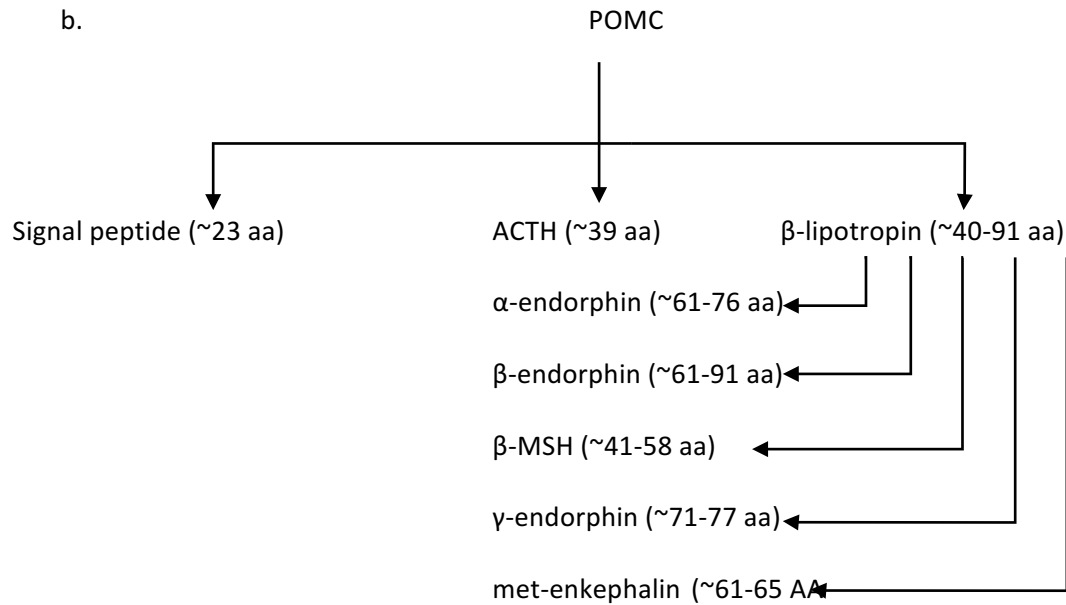 b. POMC
Signal peptide (~23 aa) ACTH (~39 aa) β-lipotropin (~40-91 aa)
α-endorphin (~61-76 aa)
β-endorphin (~61-91 aa)
β-MSH (~41-58 aa)
γ-endorphin (~71-77 aa)
met-enkephalin (~61-65 AA